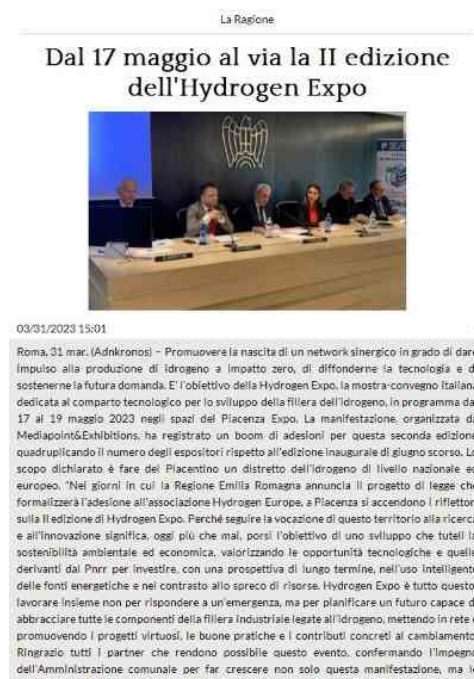 La Ragione
Dal 17 maggio al via la II edizione
dell'Hydrogen Expo
03/31/2023 15:01
Roma, 31 mar. (Adnkronos) – Promuovere la nascita di un network sinergico in grado di dare
impulso alla produzione di idrogeno a impatto zero, di diffonderne la tecnologia e di
sostenerne la futura domanda. E' l'obiettivo della Hydrogen Expo, la mostra-convegno italiana
dedicata al comparto tecnologico per lo sviluppo della filiera dell'idrogeno, in programma dal
17 al 19 maggio 2023 negli spazi del Piacenza Expo. La manifestazione, organizzata da
Mediapoint&Exhibitions, ha registrato un boom di adesioni per questa seconda edizione
quadruplicando il numero degli espositori rispetto all'edizione inaugurale di giugno scorso. Lo
scopo dichiarato è fare del Piacentino un distretto dell'idrogeno di livello nazionale ed
europeo. "Nei giorni in cui la Regione Emilia Romagna annuncia il progetto di legge che
formalizzerà l'adesione all'associazione Hydrogen Europe, a Piacenza si accendono i riflettori
sulla II edizione di Hydrogen Expo. Perché seguire la vocazione di questo territorio alla ricerca
e all'innovazione significa, oggi più che mai, porsi l'obiettivo di uno sviluppo che tuteli la
sostenibilità ambientale ed economica, valorizzando le opportunità tecnologiche e quelle
derivanti dal Pnrr per investire, con una prospettiva di lungo termine, nell'uso intelligente
delle fonti energetiche e nel contrasto allo spreco di risorse. Hydrogen Expo è tutto questo:
lavorare insieme non per rispondere a un'emergenza, ma per planificare un futuro capace di
abbracciare tutte le componenti della filiera industriale legate all'idrogeno, mettendo in rete e
promuovendo i progetti virtuosi, le buone pratiche e i contributi concreti al cambiamento.
Ringrazio tutti i partner che rendono possibile questo evento, confermando l'impegno
dell'Amministrazione comunale per far crescere non solo questa manifestazione, ma le